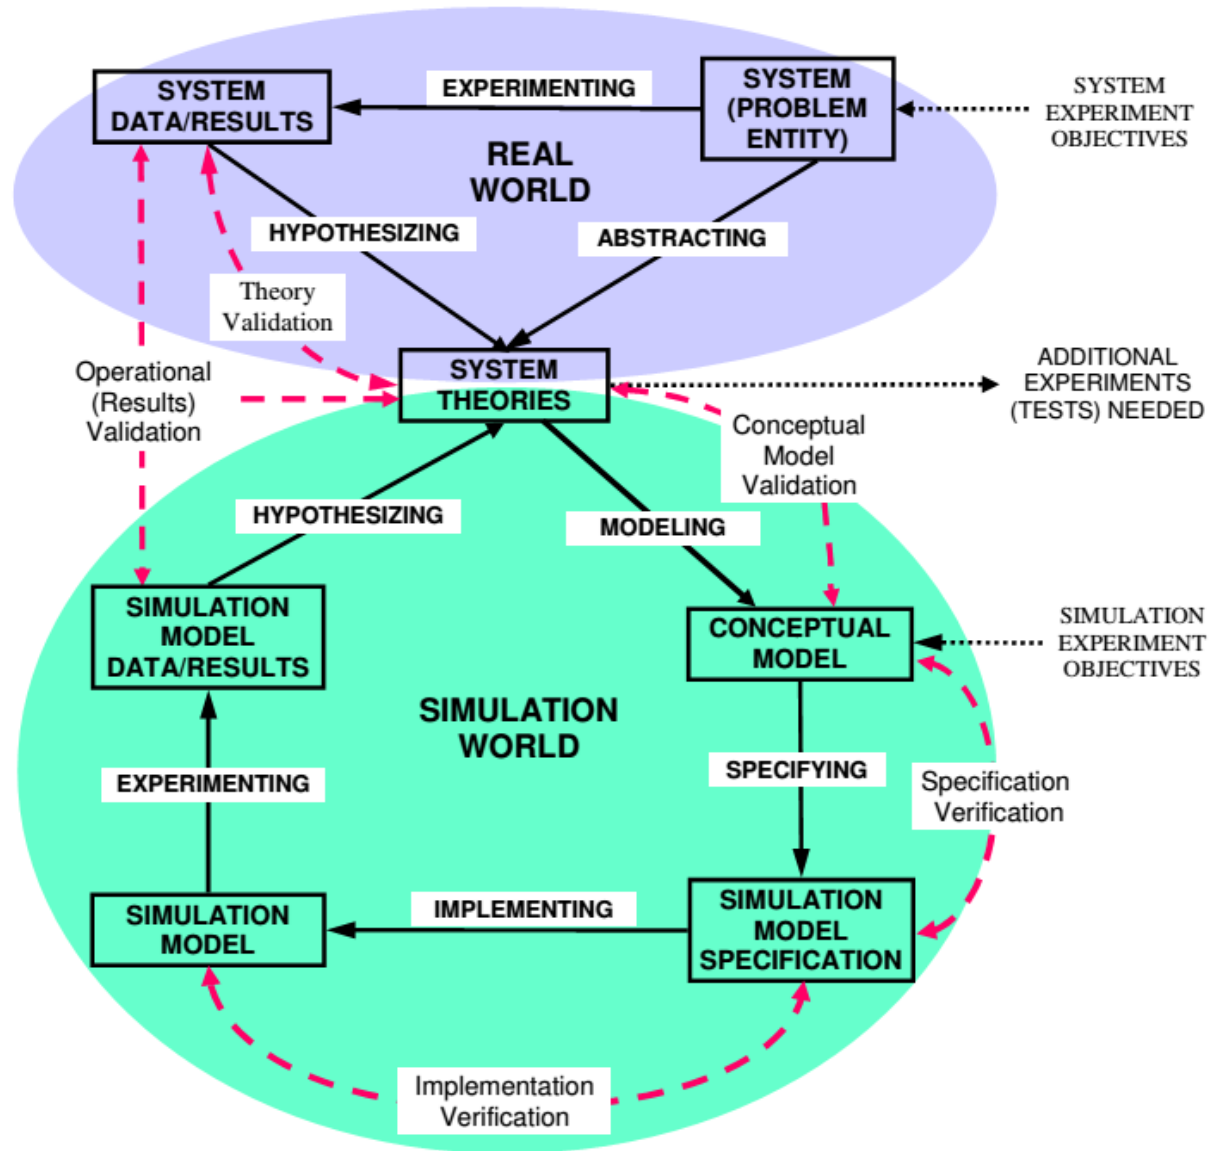 SYSTEM
DATA/RESULTS
EXPERIMENTING
SYSTEM
(PROBLEM
ENTITY)
SYSTEM
EXPERIMENT
OBJECTIVES
REAL
WORLD
HYPOTHESIZING
ABSTRACTING
Theory
Validation
SYSTEM
THEORIES
ADDITIONAL
EXPERIMENTS
(TESTS) NEEDED
Operational
(Results)
Validation
Conceptual
Model
Validation
HYPOTHESIZING
MODELING
SIMULATION
MODEL
DATA/RESULTS
CONCEPTUAL
MODEL
SIMULATION
EXPERIMENT
OBJECTIVES
SIMULATION
WORLD
EXPERIMENTING
SPECIFYING
Specification
Verification
SIMULATION
MODEL
IMPLEMENTING
SIMULATION
MODEL
SPECIFICATION
Implementation
Verification